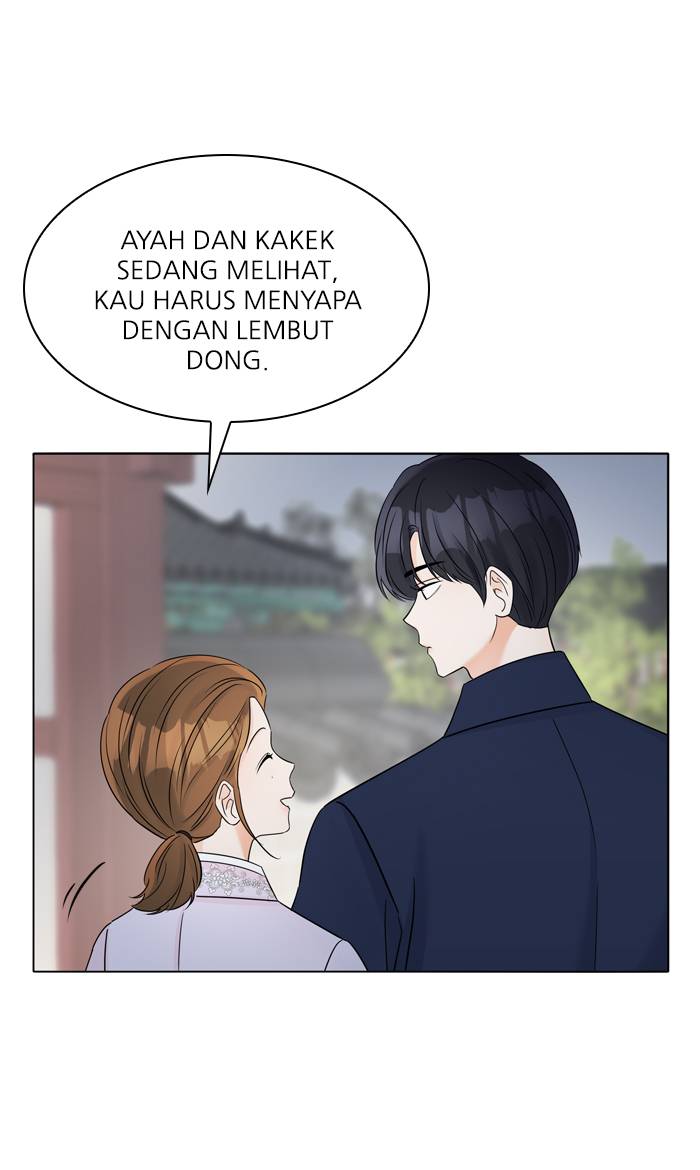 AYAH DAN KAKEK
SEDANG MELIHAT,
KAU HARUS MENYAPA
DENGAN LEMBUT
DONG.